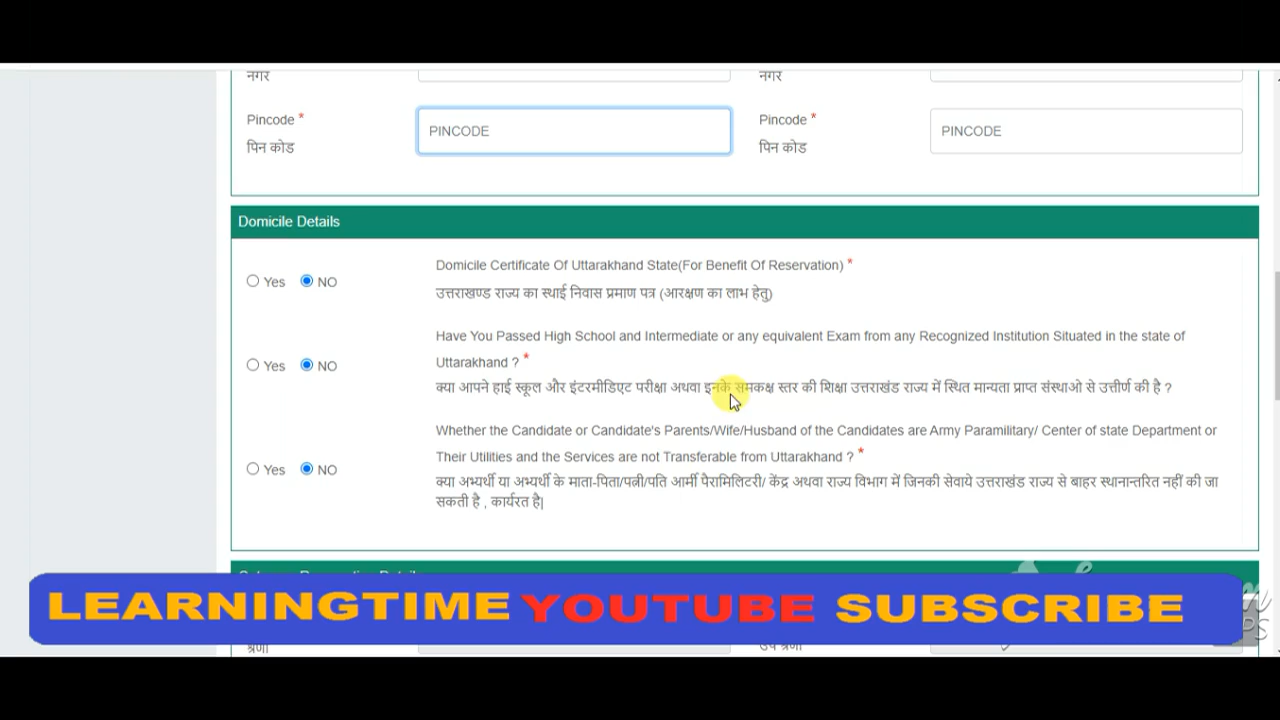 नगर नगर
Pincode * PINCODE Pincode * PINCODE
पिन कोड पिन कोड
Domicile Details
Yes NO Domicile Certificate Of Uttarakhand State(For Benefit Of Reservation) *
उत्तराखण्ड राज्य का स्थाई निवास प्रमाण पत्र (आरक्षण का लाभ हेतु)
Have You Passed High School and Intermediate or any equivalent Exam from any Recognized Institution Situated in the state of
Yes NO Uttarakhand ? *
क्या आपने हाई स्कूल और इंटरमीडिएट परीक्षा अथवा इनके समकक्ष स्तर की शिक्षा उत्तराखंड राज्य में स्थित मान्यता प्राप्त संस्थाओ से उत्तीर्ण की है ?
Whether the Candidate or Candidate's Parents/Wife/Husband of the Candidates are Army Paramilitary/ Center of state Department or
Yes NO Their Utilities and the Services are not Transferable from Uttarakhand ? *
क्या अभ्यर्थी या अभ्यर्थी के माता-पिता/पत्नी/पति आर्मी पैरामिलिटरी/ केंद्र अथवा राज्य विभाग में जिनकी सेवाये उत्तराखंड राज्य से बाहर स्थानान्तरित नहीं की जा
सकती है , कार्यरत है|
LEARNINGTIME YOUTUBE SUBSCRIBE
श्रेणी उप श्रेणी